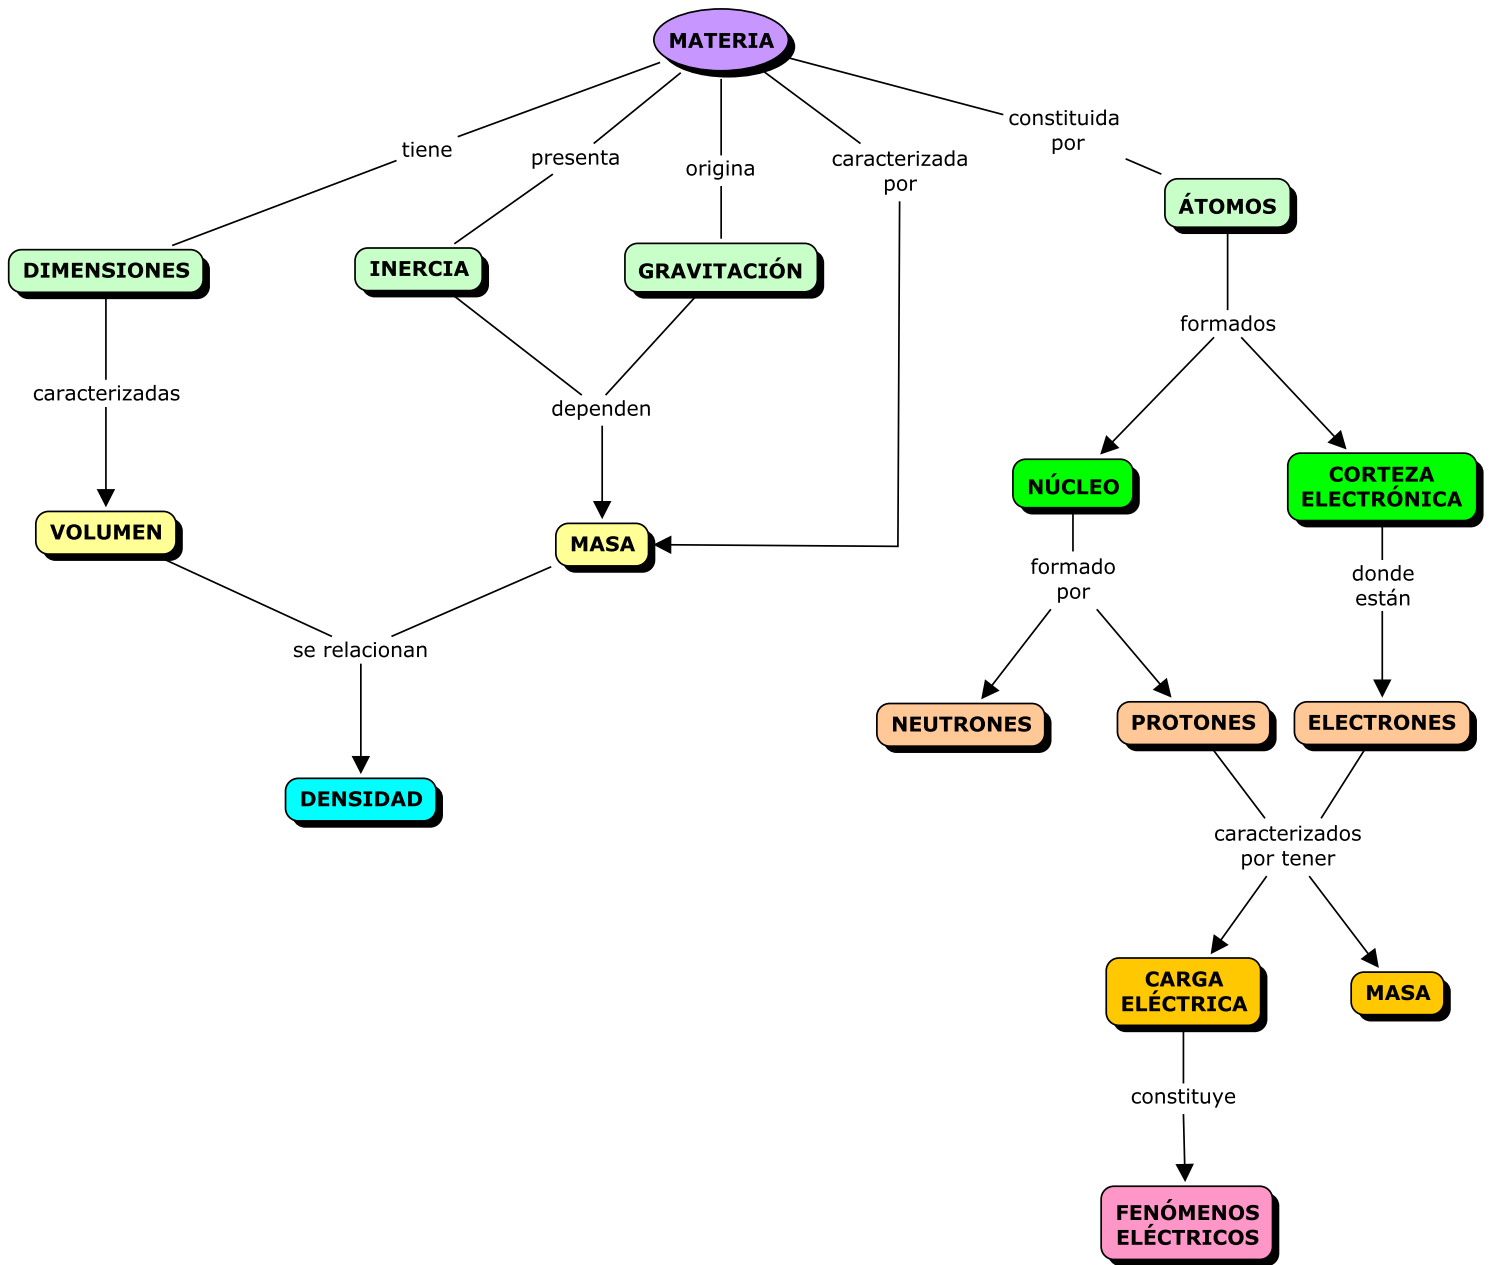 MATERIA
tiene
presenta
origina
caracterizada
por
constituida
por
ÁTOMOS
DIMENSIONES
INERCIA
GRAVITACIÓN
formados
caracterizadas
dependen
NÚCLEO
CORTEZA
ELECTRÓNICA
VOLUMEN
MASA
formado
por
donde
están
se relacionan
NEUTRONES
PROTONES
ELECTRONES
DENSIDAD
caracterizados
por tener
CARGA
ELÉCTRICA
MASA
constituye
FENÓMENOS
ELÉCTRICOS